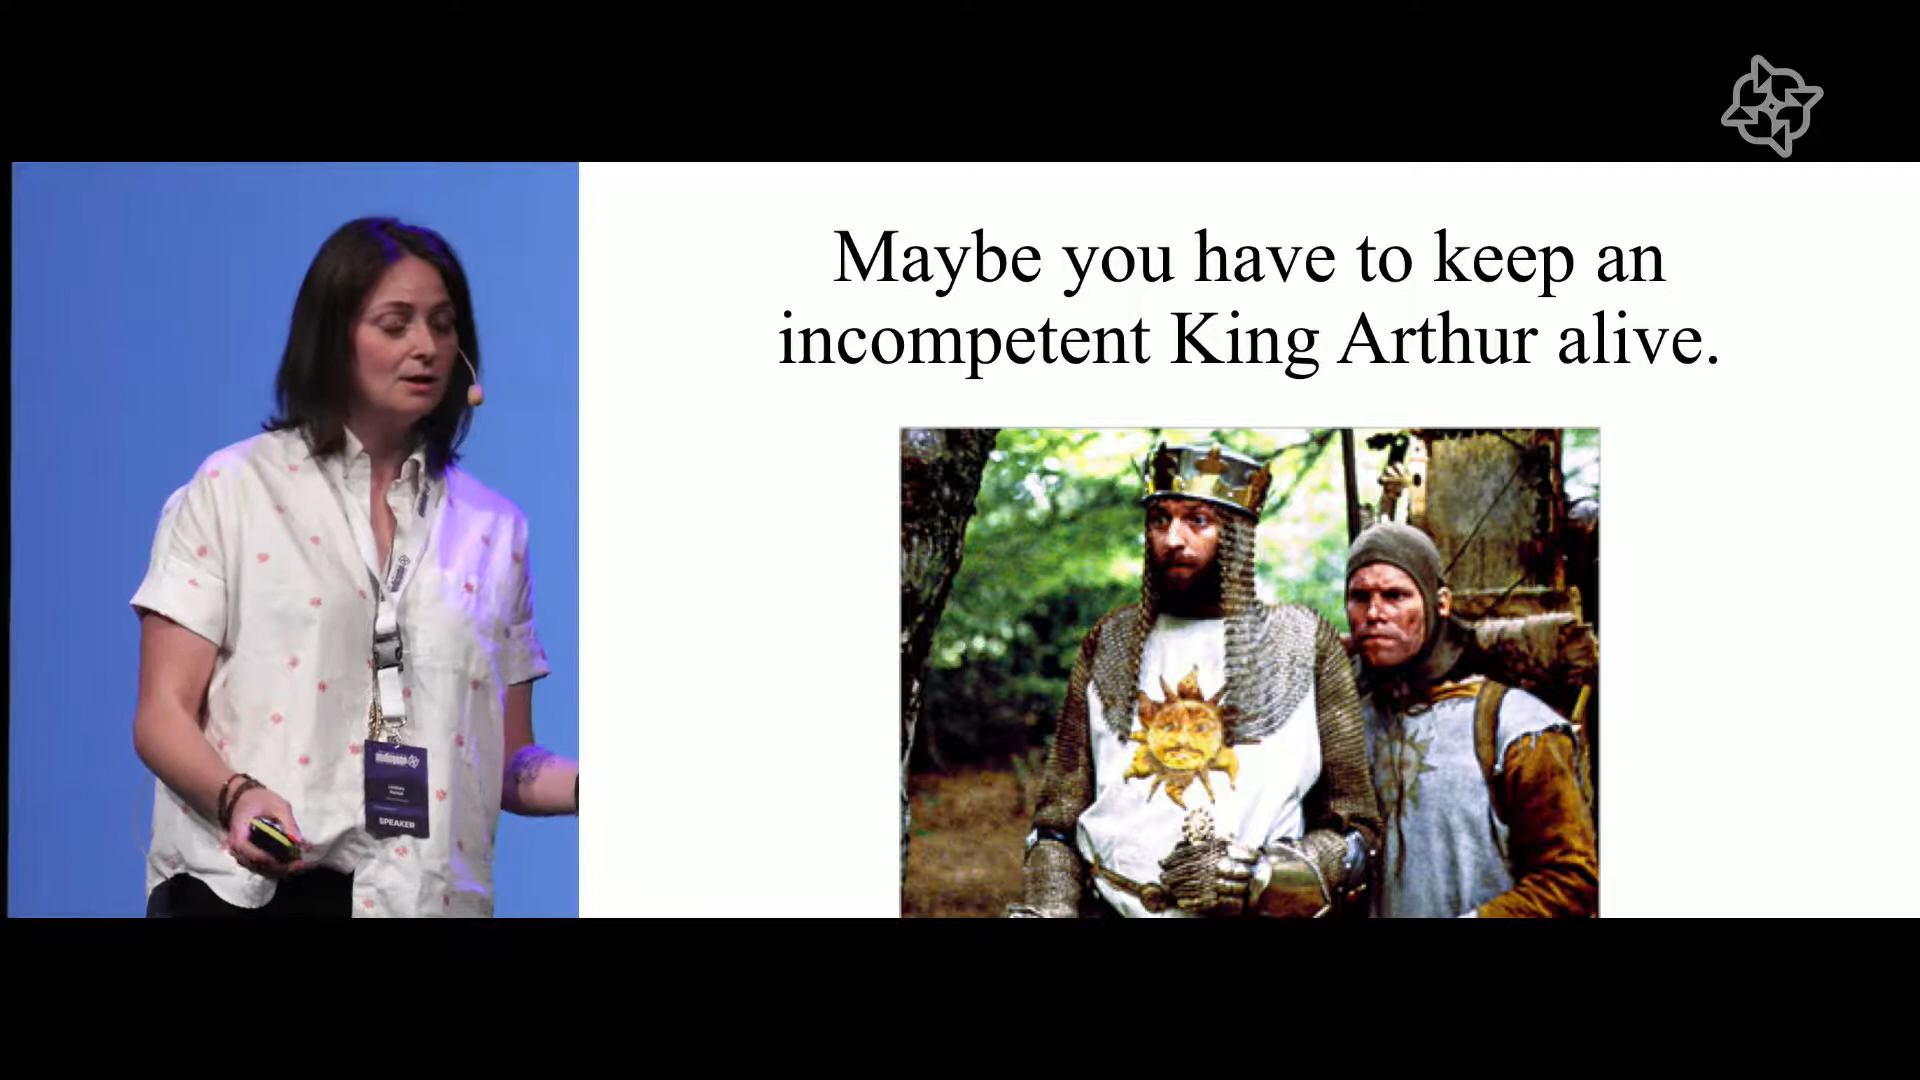 Maybe you have to keep an
incompetent King Arthur alive.
SPEAKER